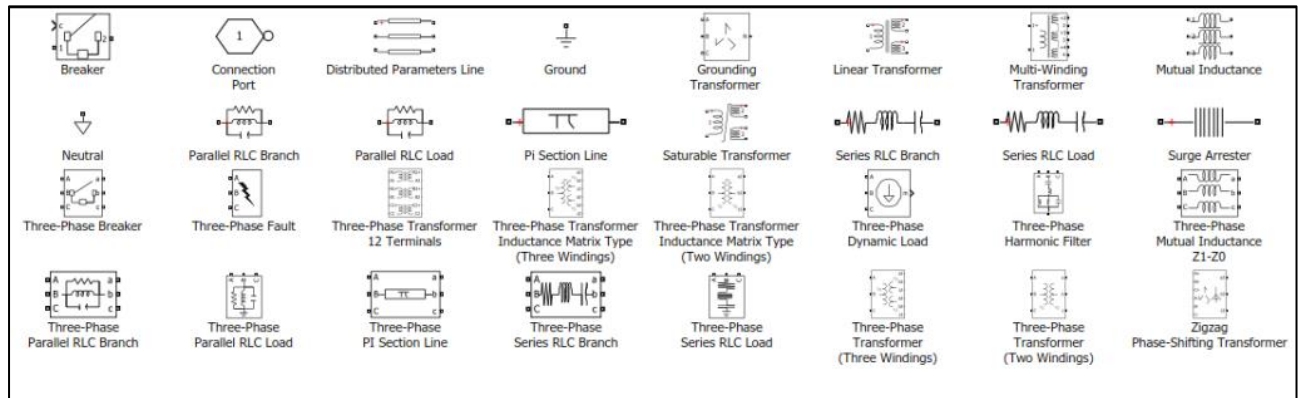 Breaker
Connection
Port
Distributed Parameters Line
Ground
Grounding
Transformer
Linear Transformer
Multi-Winding
Transformer
Mutual Inductance
Neutral
Parallel RLC Branch
Parallel RLC Load
Pi Section Line
Saturable Transformer
Series RLC Branch
Series RLC Load
Surge Arrester
Three-Phase Breaker
Three-Phase Fault
Three-Phase Transformer
12 Terminals
Three-Phase Transformer
Inductance Matrix Type
(Three Windings)
Three-Phase Transformer
Inductance Matrix Type
(Two Windings)
Three-Phase
Dynamic Load
Three-Phase
Harmonic Filter
Three-Phase
Mutual Inductance
Z1-Z0
Three-Phase
Parallel RLC Branch
Three-Phase
Parallel RLC Load
Three-Phase
PI Section Line
Three-Phase
Series RLC Branch
Three-Phase
Series RLC Load
Three-Phase
Transformer
(Three Windings)
Three-Phase
Transformer
(Two Windings)
Zigzag
Phase-Shifting Transformer